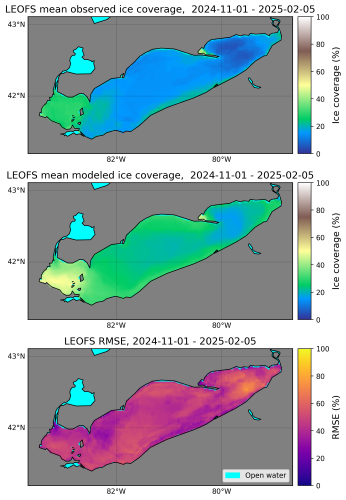 LEOFS mean observed ice coverage,  2024-11-01 - 2025-02-05
43°N
42°N
82°W
80°W
100
80
60
40
20
0
Ice coverage (%)
LEOFS mean modeled ice coverage,  2024-11-01 - 2025-02-05
43°N
42°N
82°W
80°W
100
80
60
40
20
0
Ice coverage (%)
LEOFS RMSE, 2024-11-01 - 2025-02-05
43°N
42°N
82°W
80°W
Open water
100
80
60
40
20
0
RMSE (%)